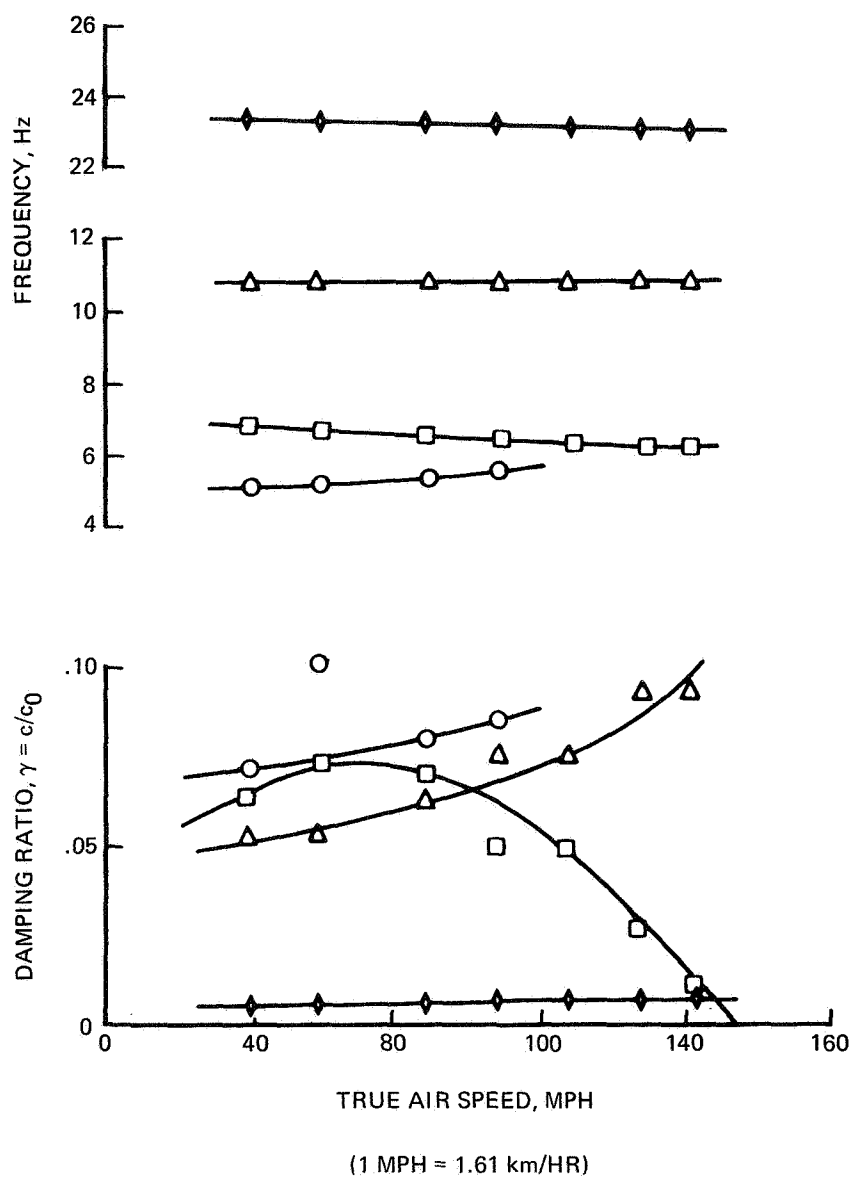 26
24
22
FREQUENCY, Hz
12
10
8
6
4
.10
.05
0
DAMPING RATIO, γ = c/c0
0 40 80 100 140 160
TRUE AIR SPEED, MPH
(1 MPH = 1.61 km/HR)